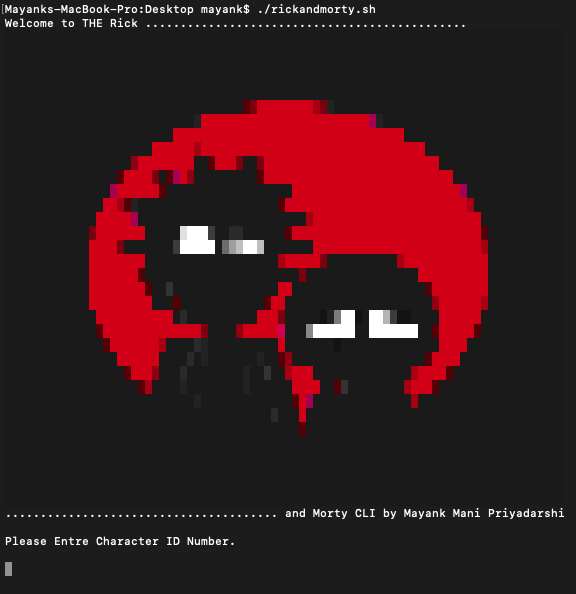 Mayanks-MacBook-Pro:Desktop mayank$ ./rickandmorty.sh
Welcome to THE Rick .............................................
...................................... and Morty CLI by Mayank Mani Priyadarshi
Please Entre Character ID Number.